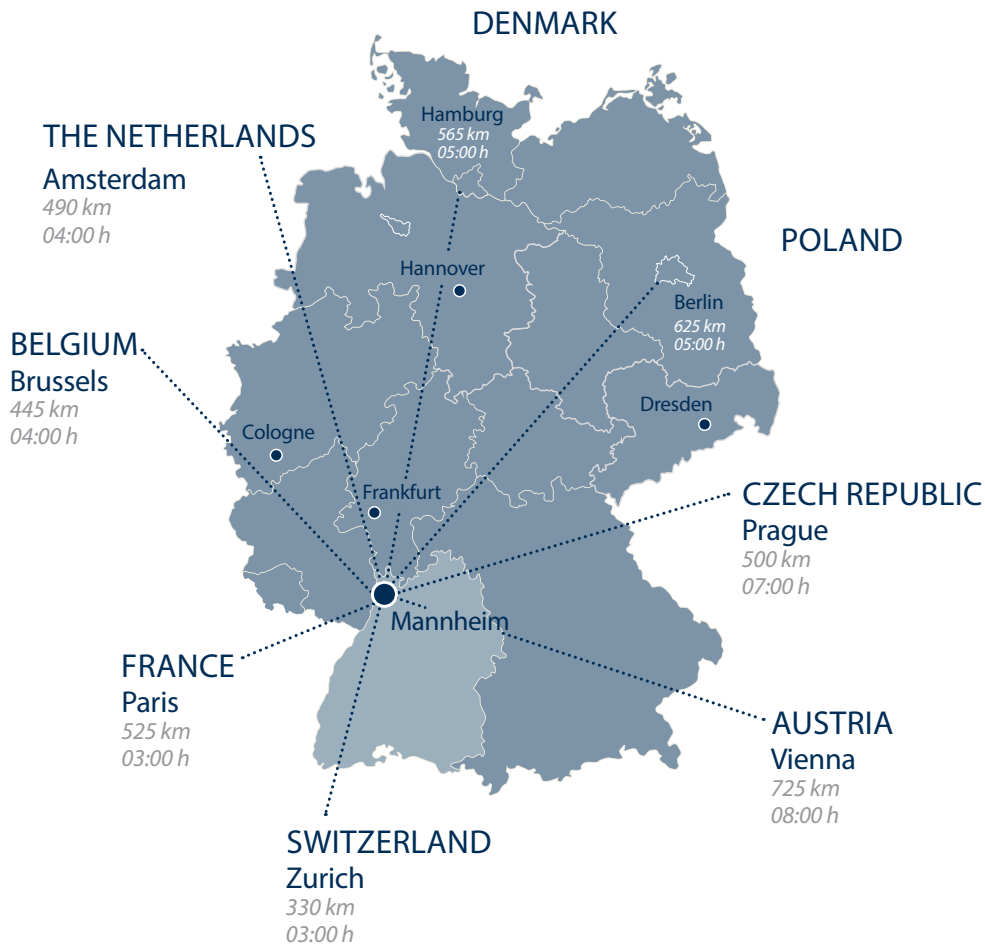 DENMARK
Hamburg
565 km
05:00 h
THE NETHERLANDS
Amsterdam
490 km
04:00 h
POLAND
Hannover
Berlin
625 km
05:00 h
BELGIUM
Brussels
445 km
04:00 h
Dresden
Cologne
Frankfurt
CZECH REPUBLIC
Prague
500 km
07:00 h
Mannheim
FRANCE
Paris
525 km
03:00 h
AUSTRIA
Vienna
725 km
08:00 h
SWITZERLAND
Zurich
330 km
03:00 h